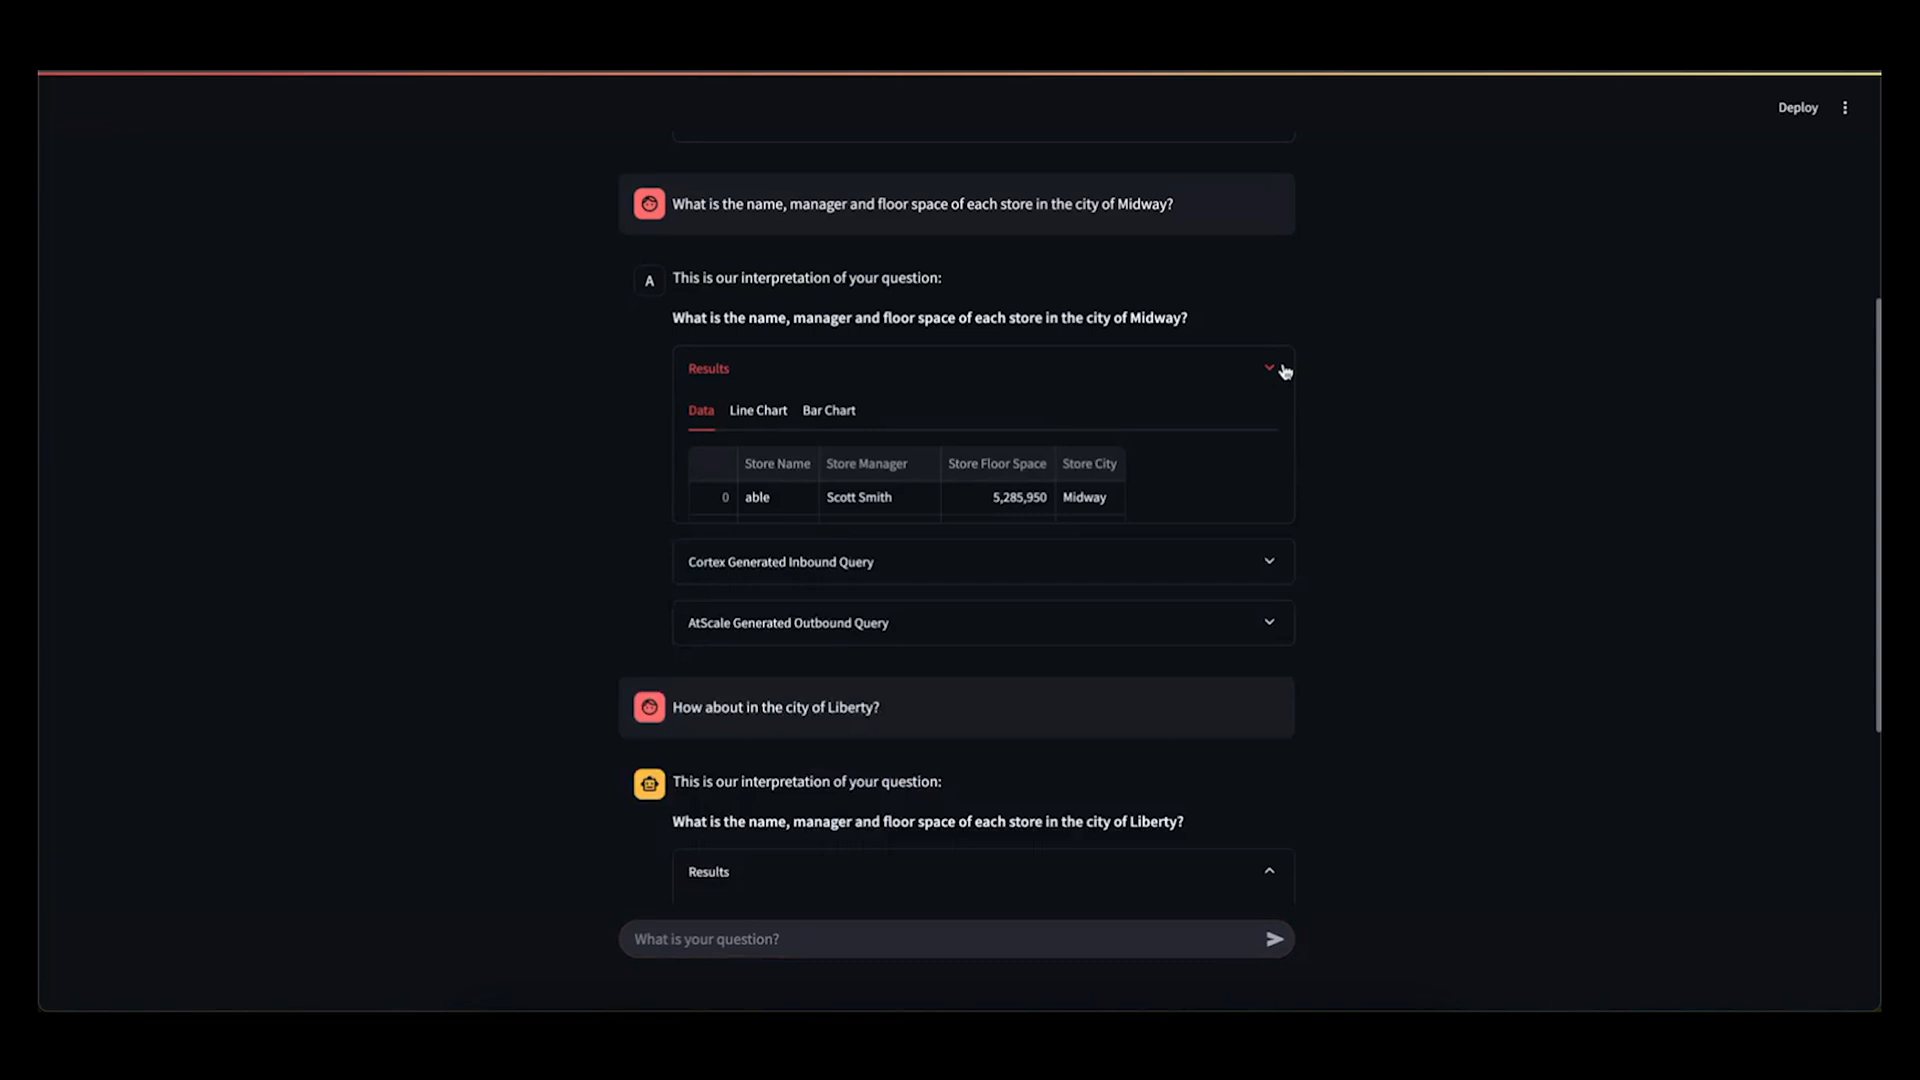 Deploy
What is the name, manager and floor space of each store in the city of Midway?
A
This is our interpretation of your question:
What is the name, manager and floor space of each store in the city of Midway?
Results
Data Line Chart Bar Chart
Store Name Store Manager Store Floor Space Store City
0 able Scott Smith 5,285,950 Midway
Cortex Generated Inbound Query
AtScale Generated Outbound Query
How about in the city of Liberty?
This is our interpretation of your question:
What is the name, manager and floor space of each store in the city of Liberty?
Results
What is your question?